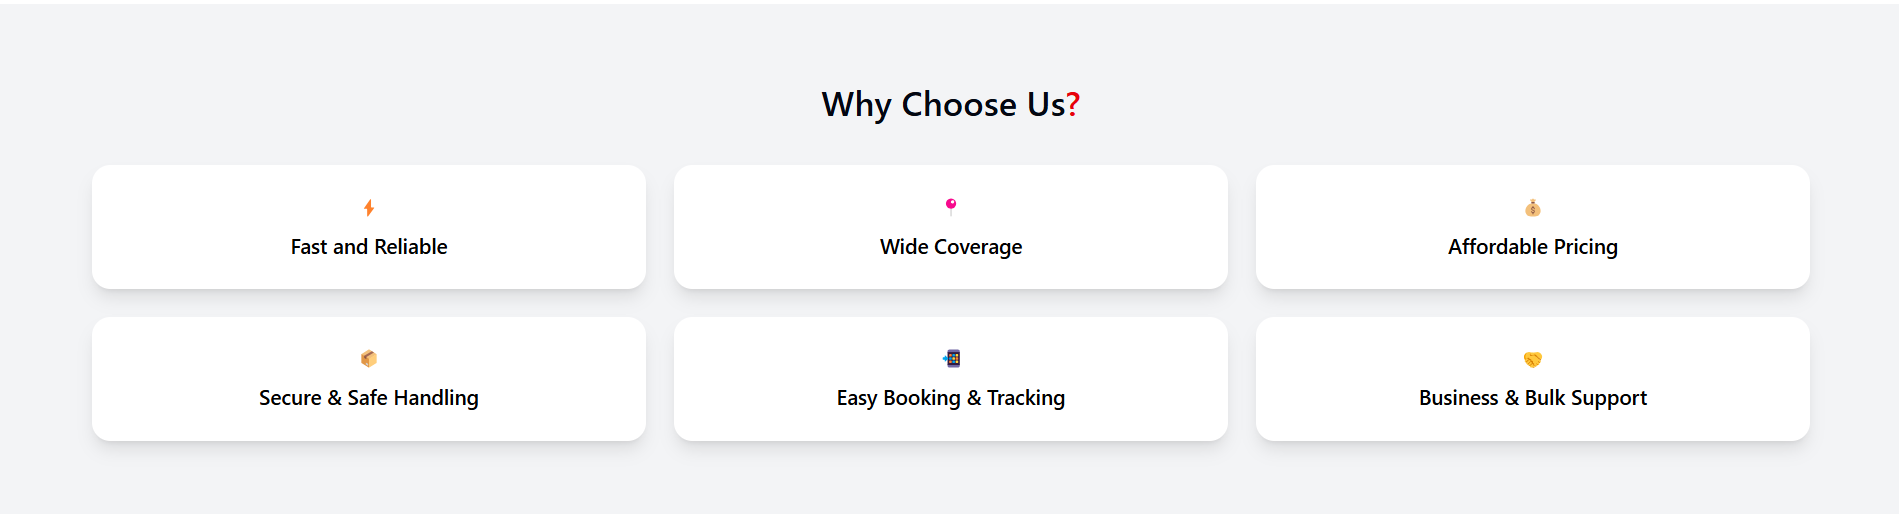 Why Choose Us?
Fast and Reliable
Wide Coverage
Affordable Pricing
Secure & Safe Handling
Easy Booking & Tracking
Business & Bulk Support